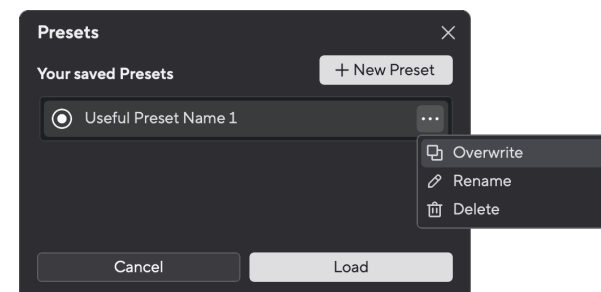 Presets
Your saved Presets
+ New Preset
Useful Preset Name 1
Overwrite
Rename
Delete
Cancel
Load